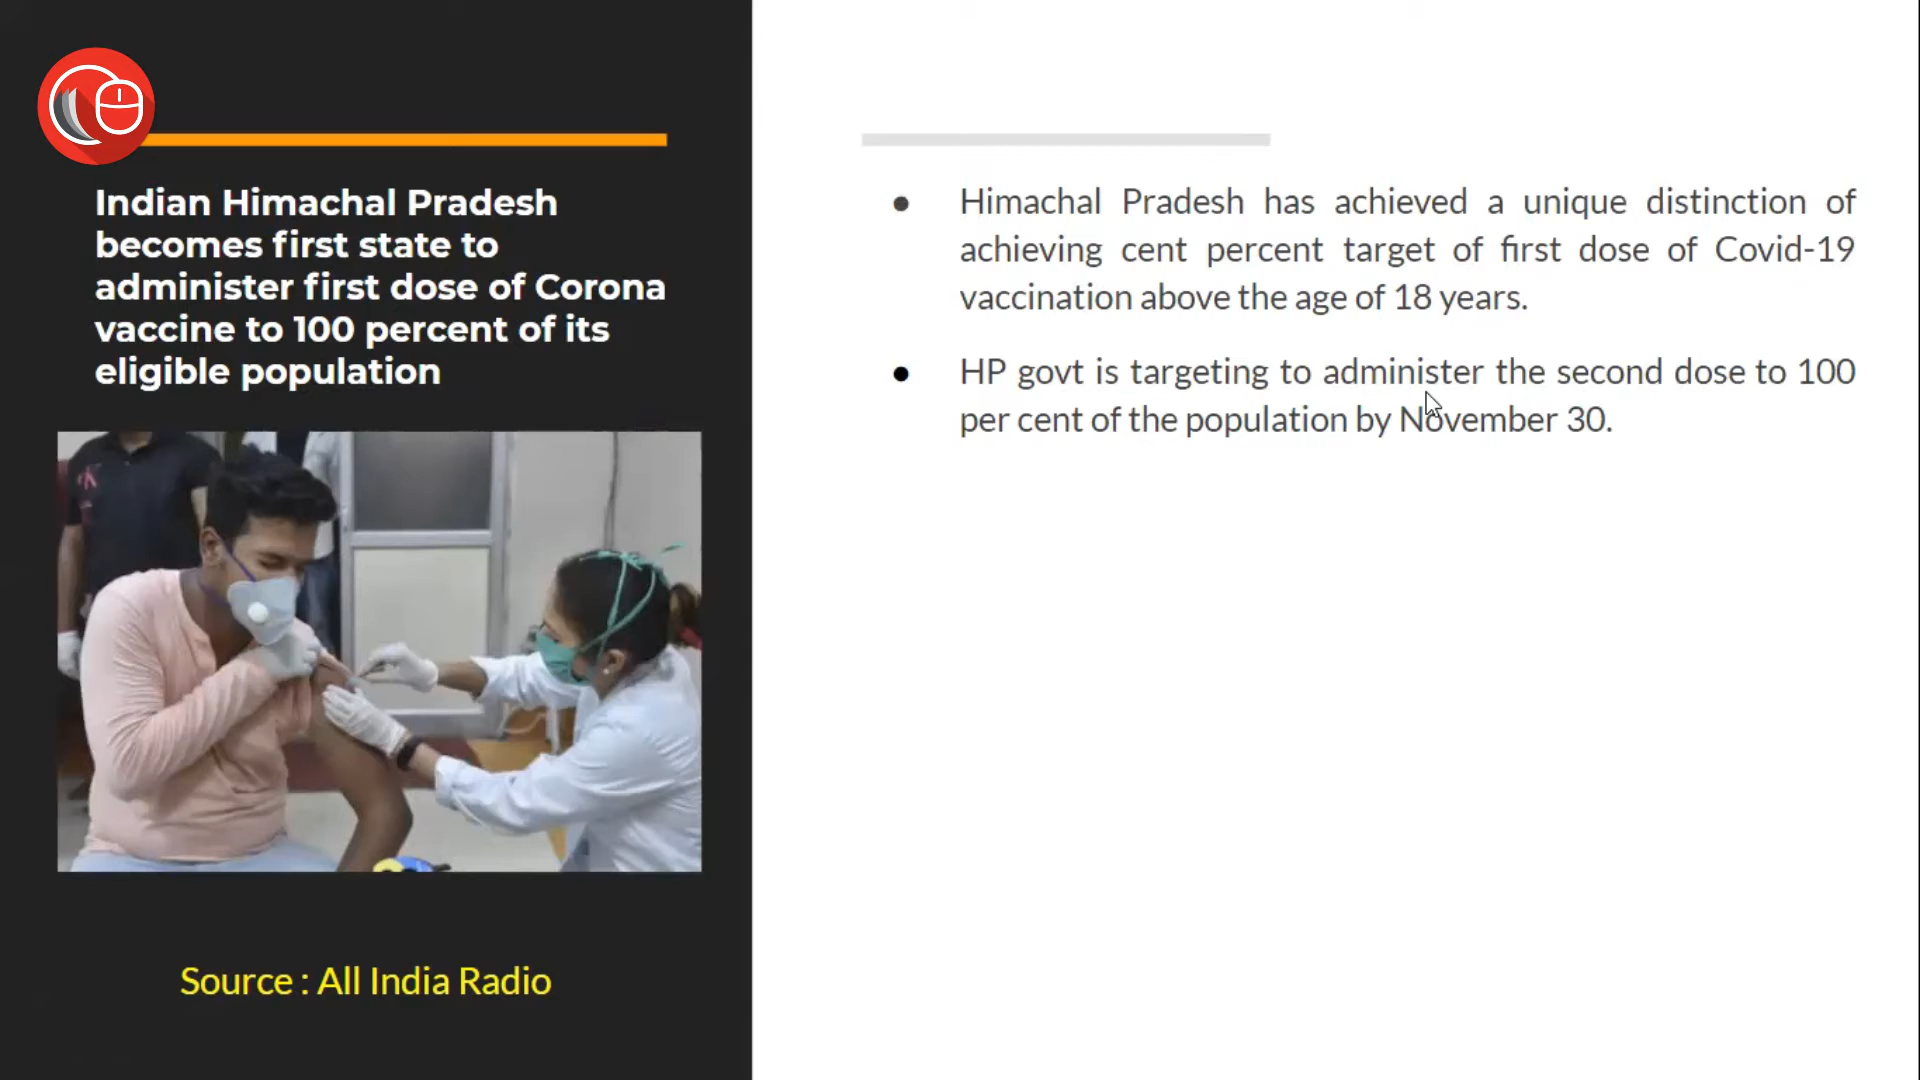 Indian Himachal Pradesh
becomes first state to
administer first dose of Corona
vaccine to 100 percent of its
eligible population
Source : All India Radio
Himachal Pradesh has achieved a unique distinction of
achieving cent percent target of first dose of Covid-19
vaccination above the age of 18 years.
HP govt is targeting to administer the second dose to 100
per cent of the population by November 30.